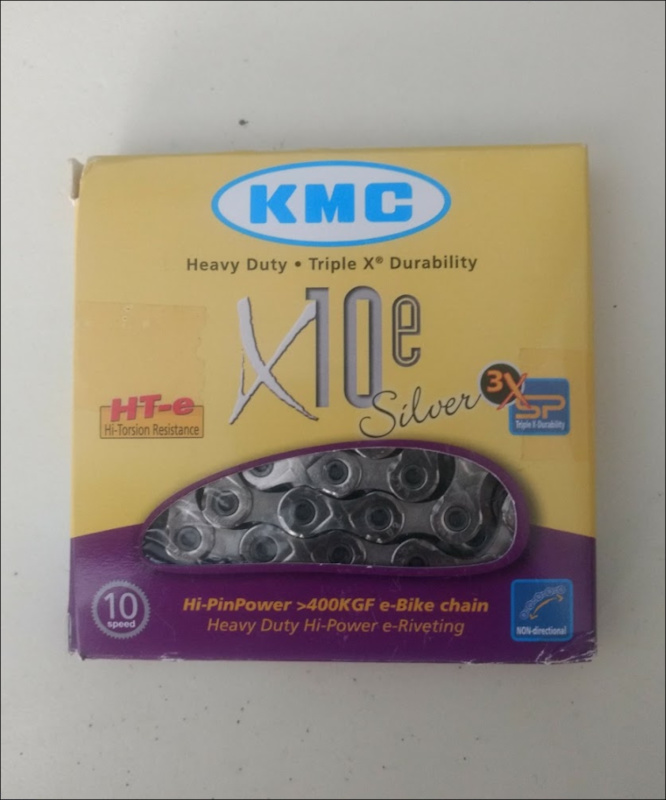 KMC
Heavy Duty • Triple X® Durability
X10e
Silver
3X
SP
Triple X-Durability
HT-e
Hi-Torsion Resistance
10
speed
Hi-PinPower >400KGF e-Bike chain
Heavy Duty Hi-Power e-Riveting
NON-directional